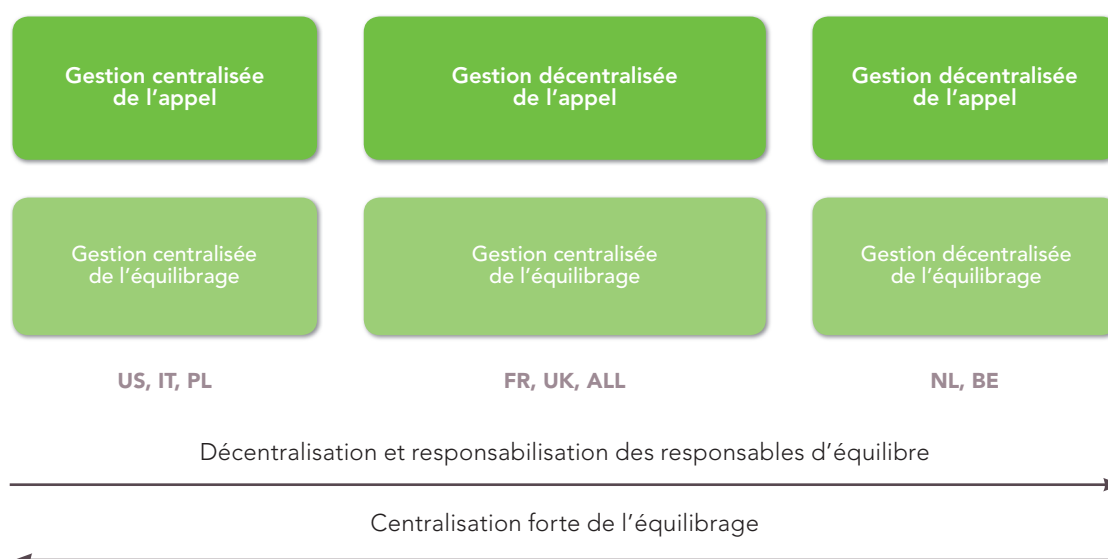 Gestion centralisée
de l’appel
Gestion décentralisée
de l’appel
Gestion décentralisée
de l’appel
Gestion centralisée
de l’équilibrage
Gestion centralisée
de l’équilibrage
Gestion décentralisée
de l’équilibrage
US, IT, PL
FR, UK, ALL
NL, BE
Décentralisation et responsabilisation des responsables d’équilibre
Centralisation forte de l’équilibrage